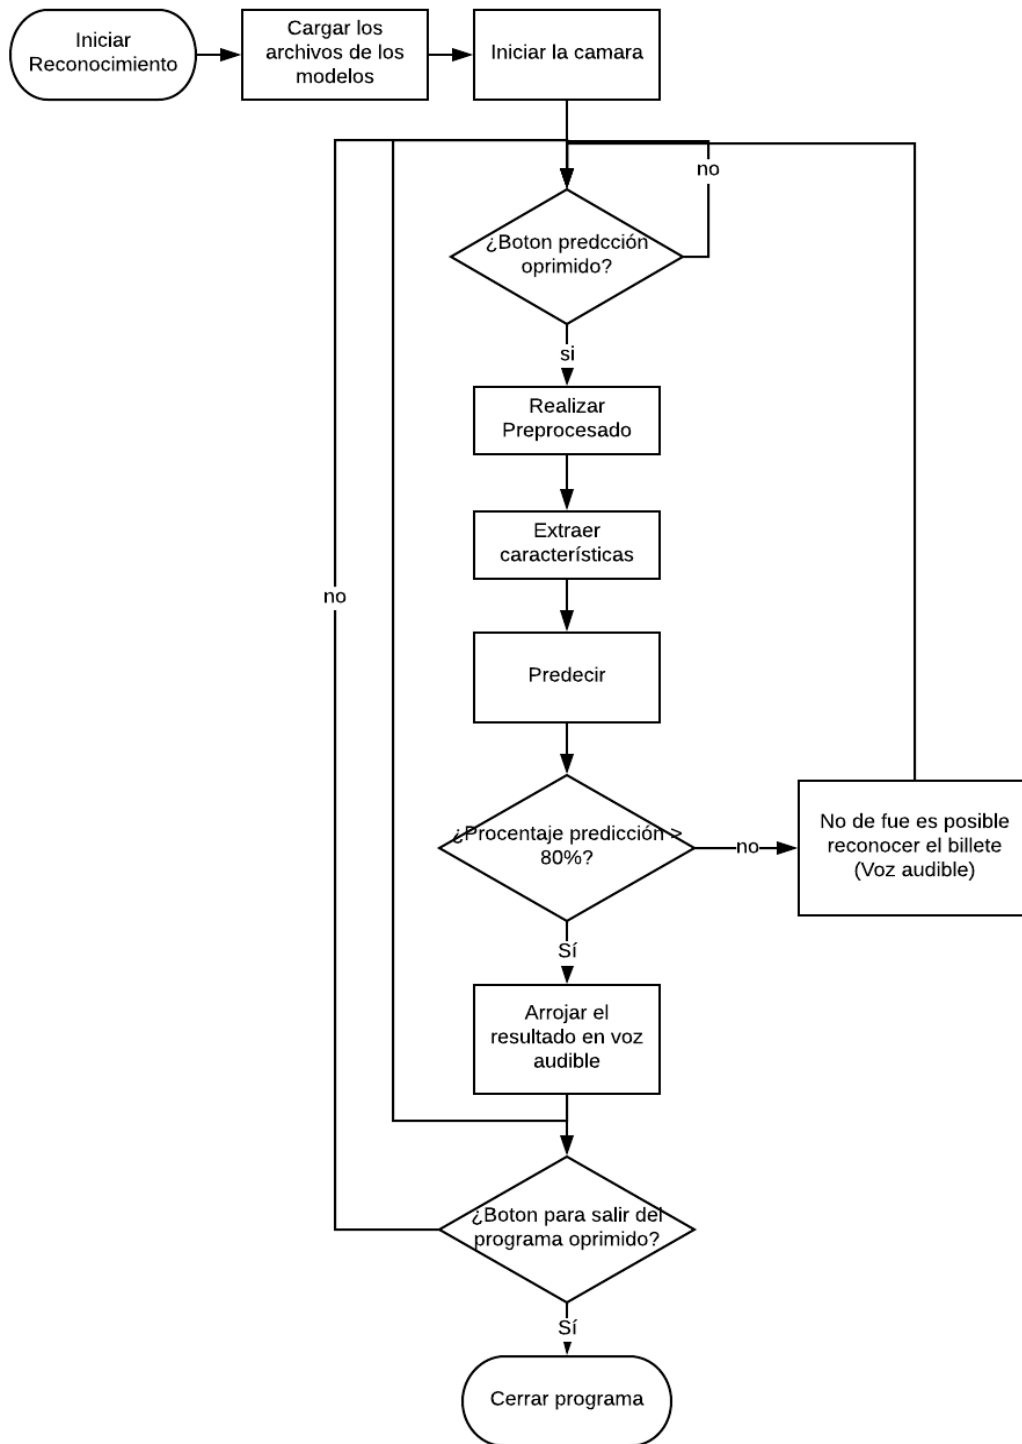 Iniciar
Reconocimiento
Cargar los
archivos de los
modelos
Iniciar la camara
no
¿Boton predcción
oprimido?
si
Realizar
Preprocesado
Extraer
características
no
Predecir
¿Procentaje predicción >
80%?
no
No de fue es posible
reconocer el billete
(Voz audible)
Sí
Arrojar el
resultado en voz
audible
¿Boton para salir del
programa oprimido?
Sí
Cerrar programa